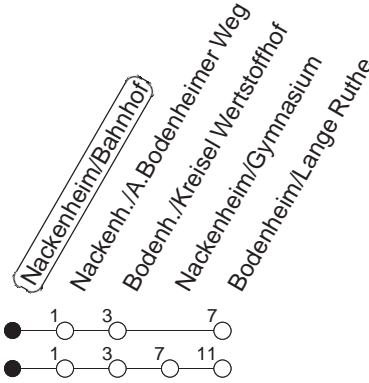 Nackenheim/Bahnhof
Nackenh./A.Bodenheimer Weg
Bodenh./Kreisel Wertstoffhof
Nackenheim/Gymnasium
Bodenheim/Lange Ruthe
1 3 7
1 3 7 11